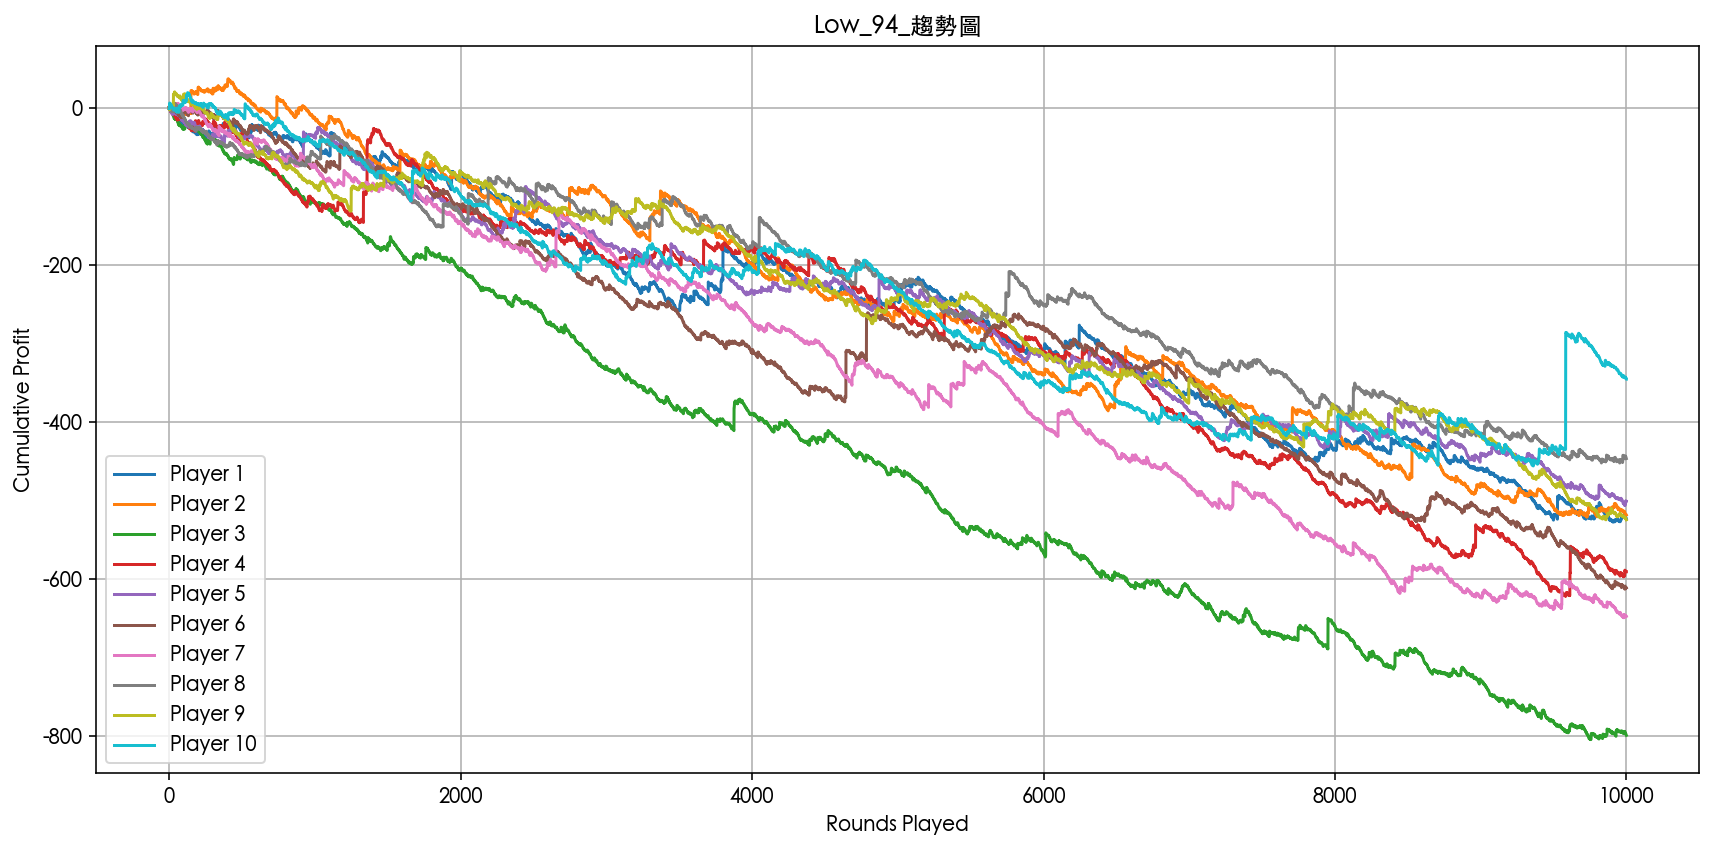 Low_94_趨勢圖
Cumulative Profit
0
-200
-400
-600
-800
Player 1
Player 2
Player 3
Player 4
Player 5
Player 6
Player 7
Player 8
Player 9
Player 10
0 2000 4000 6000 8000 10000
Rounds Played